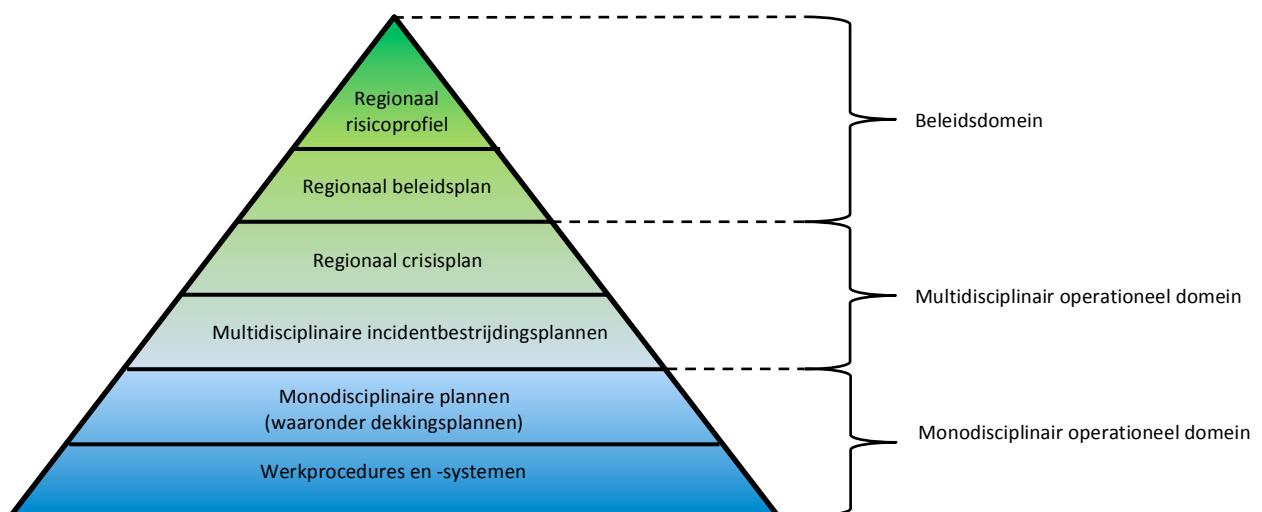 Regionaal
risicoprofiel
Beleidsdomein
Regionaal beleidsplan
Regionaal crisisplan
Multidisciplinair operationeel domein
Multidisciplinaire incidentbestrijdingsplannen
Monodisciplinaire plannen
(waaronder dekkingsplannen)
Monodisciplinair operationeel domein
Werkprocedures en -systemen